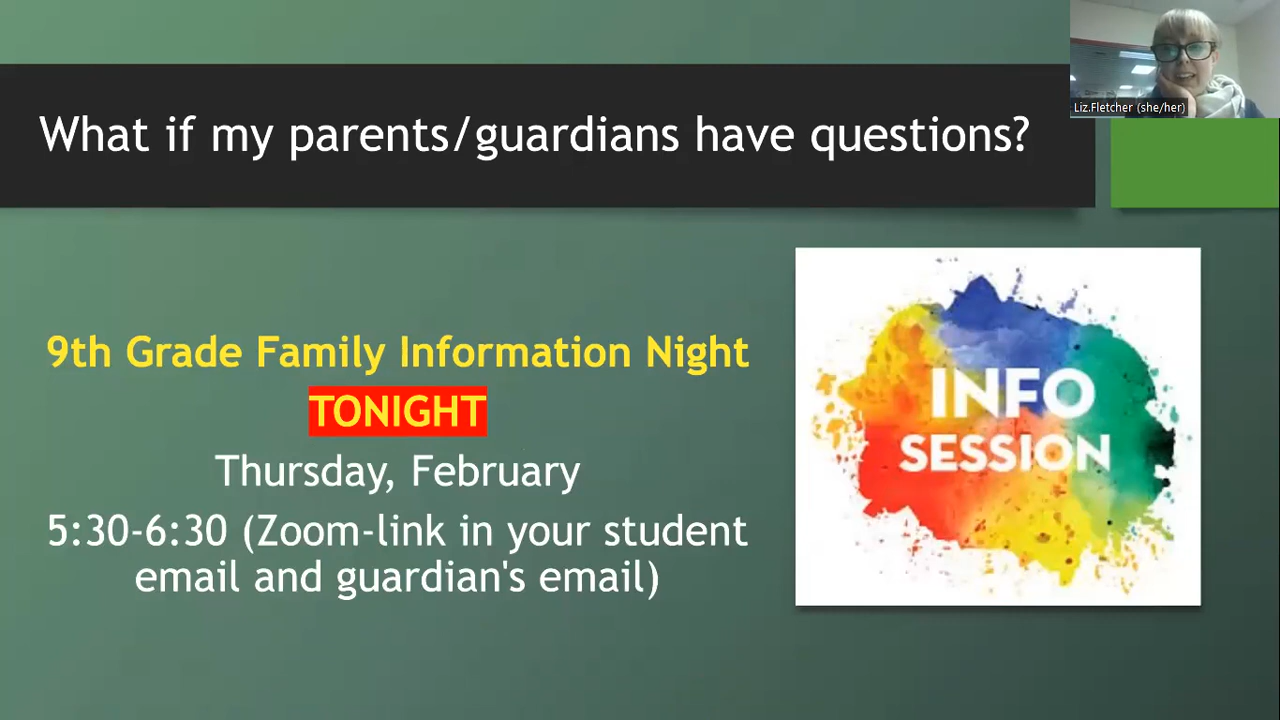 Liz.Fletcher (she/her)
What if my parents/guardians have questions?
9th Grade Family Information Night
TONIGHT
Thursday, February
5:30-6:30 (Zoom-link in your student
email and guardian's email)
INFO
SESSION